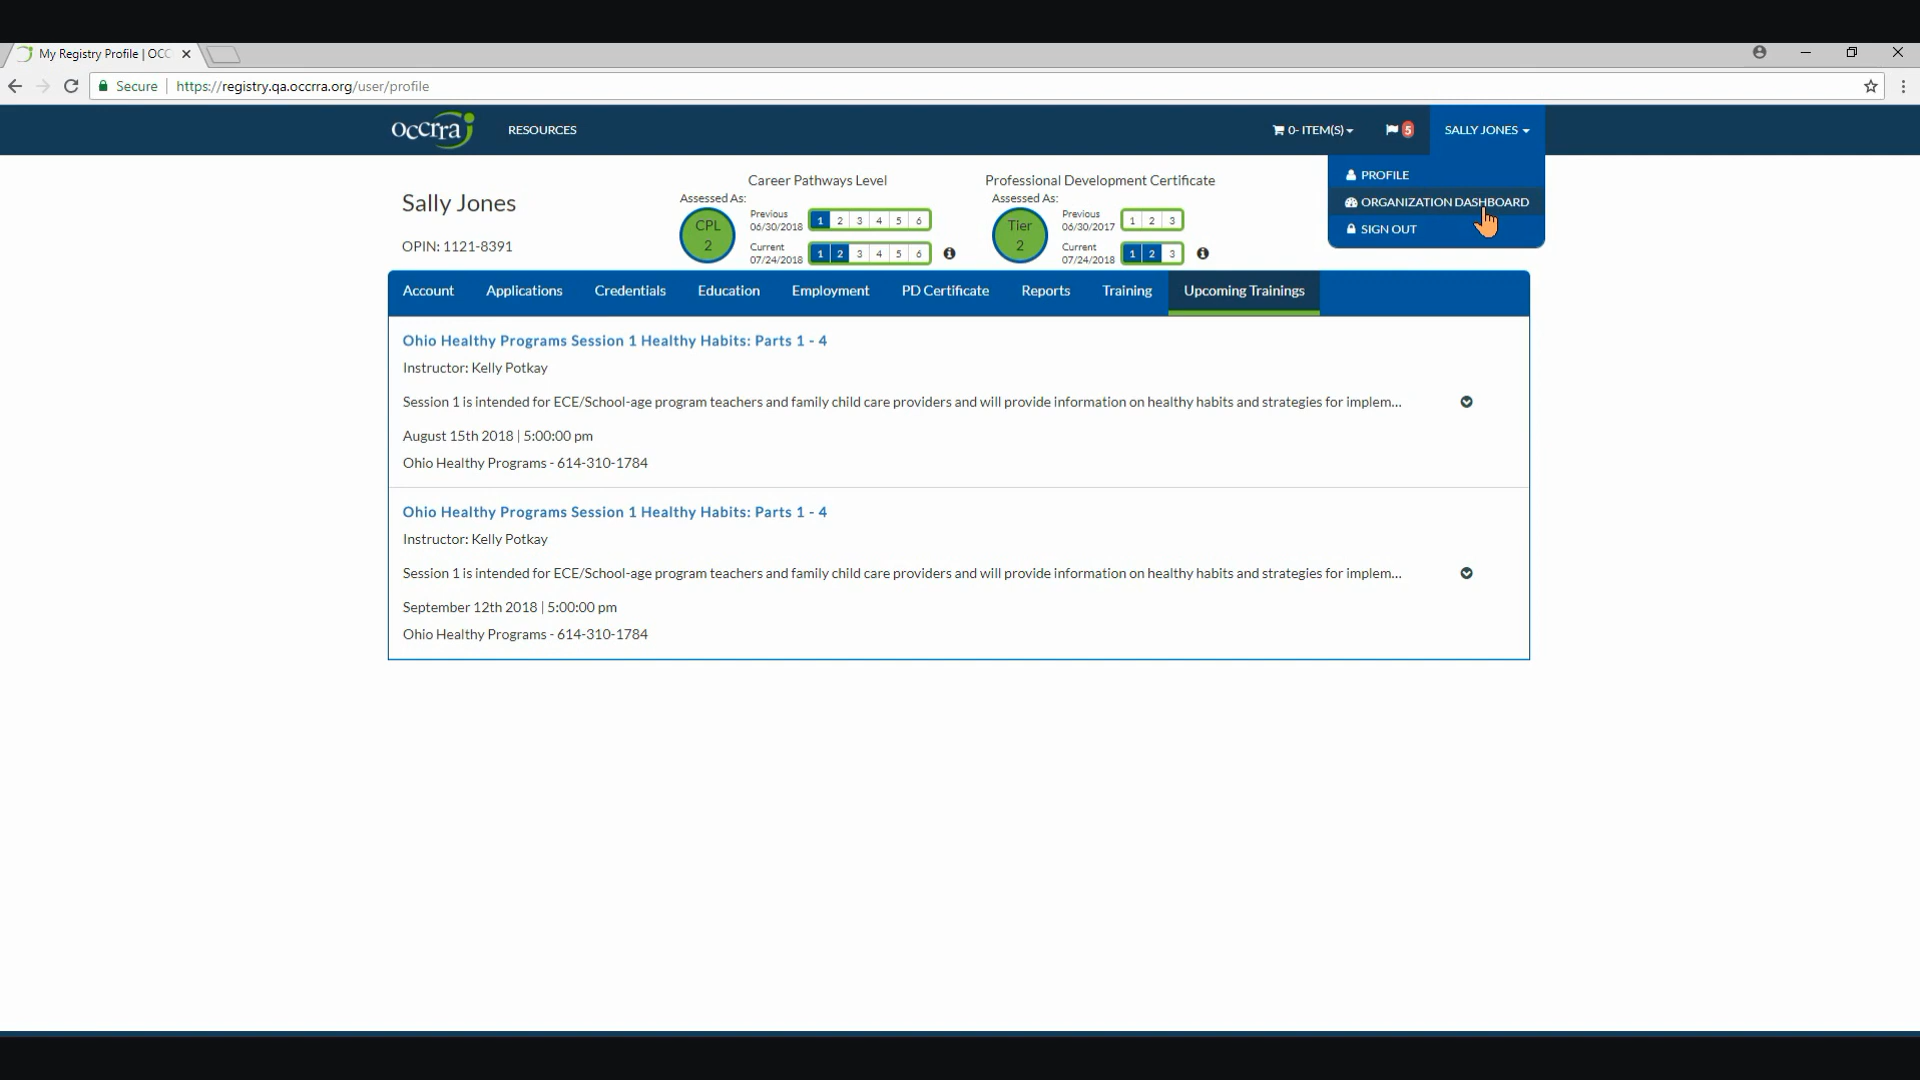 My Registry Profile | OCC
Secure https://registry.qa.occrra.org/user/profile
occrra RESOURCES 0- ITEM(S) 5 SALLY JONES
PROFILE
ORGANIZATION DASHBOARD
SIGN OUT
Sally Jones
OPIN: 1121-8391
Career Pathways Level
Assessed As:
CPL
2
Previous
06/30/2018
1 2 3 4 5 6
Current
07/24/2018
1 2 3 4 5 6
Professional Development Certificate
Assessed As:
Tier
2
Previous
06/30/2017
1 2 3
Current
07/24/2018
1 2 3
Account Applications Credentials Education Employment PD Certificate Reports Training Upcoming Trainings
Ohio Healthy Programs Session 1 Healthy Habits: Parts 1 - 4
Instructor: Kelly Potkay
Session 1 is intended for ECE/School-age program teachers and family child care providers and will provide information on healthy habits and strategies for implem...
August 15th 2018 | 5:00:00 pm
Ohio Healthy Programs - 614-310-1784
Ohio Healthy Programs Session 1 Healthy Habits: Parts 1 - 4
Instructor: Kelly Potkay
Session 1 is intended for ECE/School-age program teachers and family child care providers and will provide information on healthy habits and strategies for implem...
September 12th 2018 | 5:00:00 pm
Ohio Healthy Programs - 614-310-1784